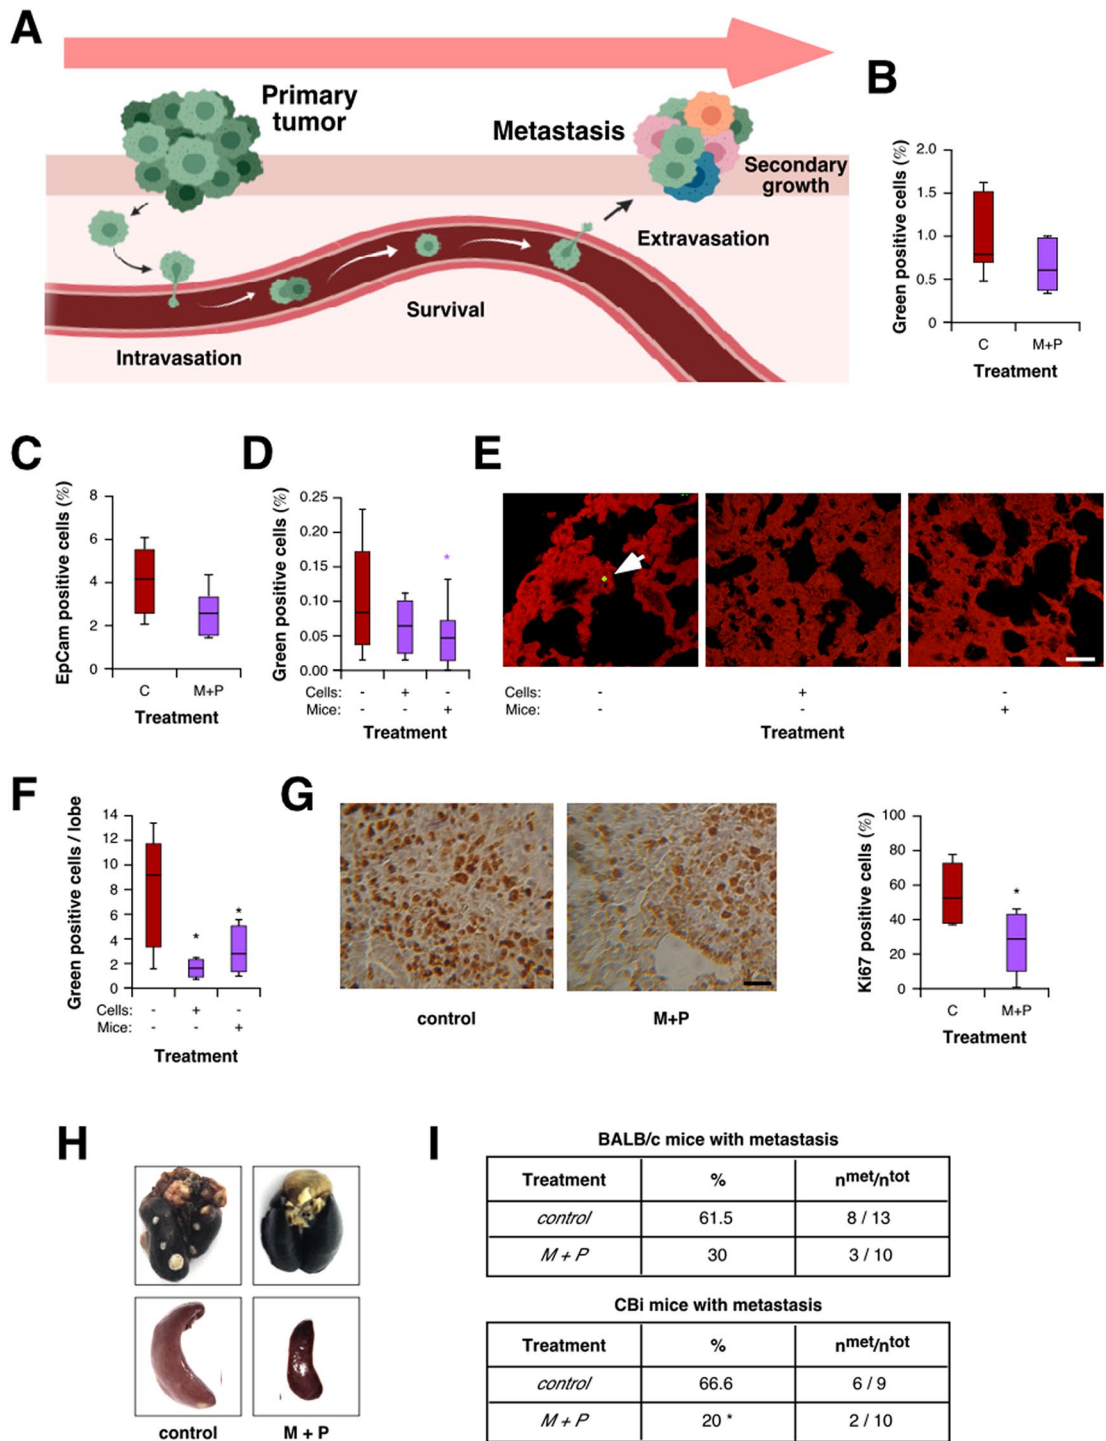 A
Primary
tumor
Metastasis
Secondary
growth
Extravasation
Survival
Intravasation
B
Green positive cells (%)
2.0
1.5
1.0
0.5
0
C
M+P
Treatment
C
EpCam positive cells (%)
8
6
4
2
0
C
M+P
Treatment
D
Green positive cells (%)
0.25
0.20
0.15
0.10
0.05
0.00
*
Cells: - + -
Mice: - - +
Treatment
E
Cells: - + -
Mice: - - +
Treatment
F
Green positive cells / lobe
14
12
10
8
6
4
2
0
* *
Cells: - + -
Mice: - - +
Treatment
G
control
M+P
Ki67 positive cells (%)
100
80
60
40
20
0
*
C
M+P
Treatment
H
control
M + P
I
BALB/c mice with metastasis
Treatment % nmet/ntot
control 61.5 8 / 13
M + P 30 3 / 10
CBi mice with metastasis
Treatment % nmet/ntot
control 66.6 6 / 9
M + P 20 * 2 / 10